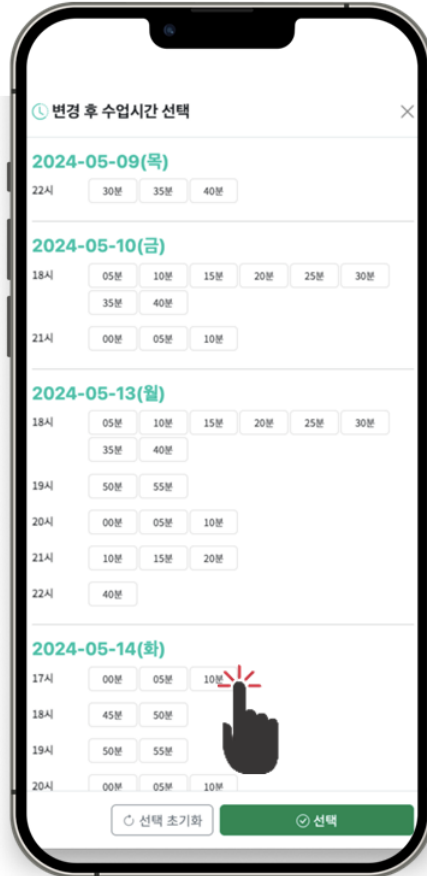 변경 후 수업시간 선택
2024-05-09(목)
22시 30분 35분 40분
2024-05-10(금)
18시 05분 10분 15분 20분 25분 30분
35분 40분
21시 00분 05분 10분
2024-05-13(월)
18시 05분 10분 15분 20분 25분 30분
35분 40분
19시 50분 55분
20시 00분 05분 10분
21시 10분 15분 20분
22시 40분
2024-05-14(화)
17시 00분 05분 10분
18시 45분 50분
19시 50분 55분
20시 00분 05분 10분
선택 초기화 선택